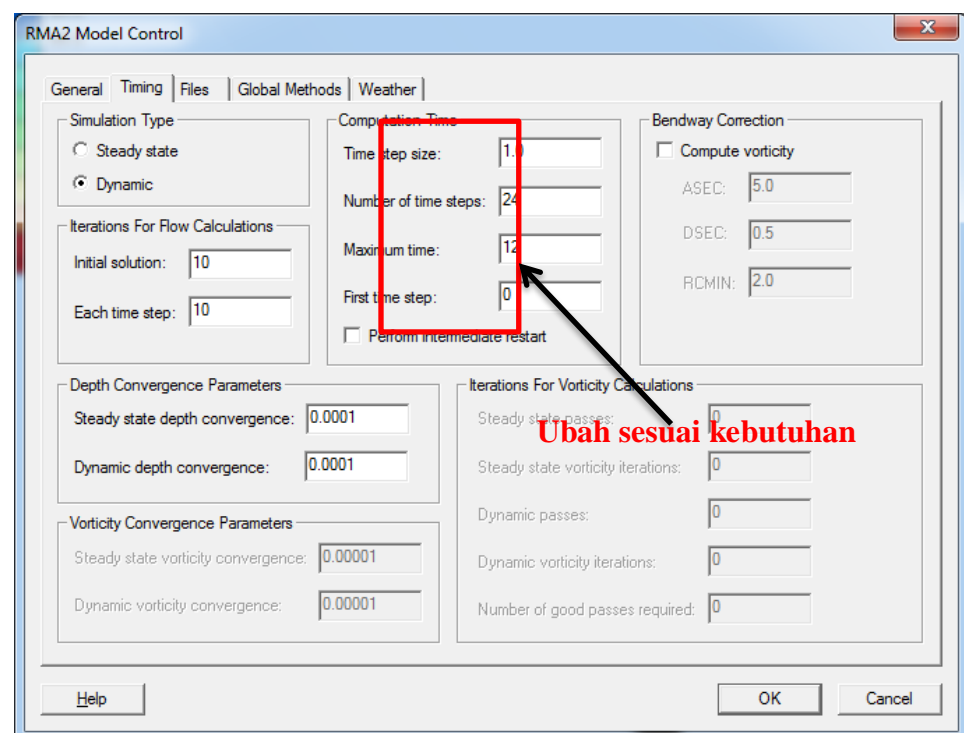 RMA2 Model Control
General Timing Files Global Methods Weather
Simulation Type
Steady state
Dynamic
Iterations For Flow Calculations
Initial solution: 10
Each time step: 10
Computation Time
Time step size: 1.0
Number of time steps: 24
Maximum time: 12
First time step: 0
Perform intermediate restart
Bendway Correction
Compute vorticity
ASEC: 5.0
DSEC: 0.5
RCMIN: 2.0
Depth Convergence Parameters
Steady state depth convergence: 0.0001
Dynamic depth convergence: 0.0001
Vorticity Convergence Parameters
Steady state vorticity convergence: 0.00001
Dynamic vorticity convergence: 0.00001
Iterations For Vorticity Calculations
Steady state passes: 0
Ubah sesuai kebutuhan
Steady state vorticity iterations: 0
Dynamic passes: 0
Dynamic vorticity iterations: 0
Number of good passes required: 0
Help OK Cancel